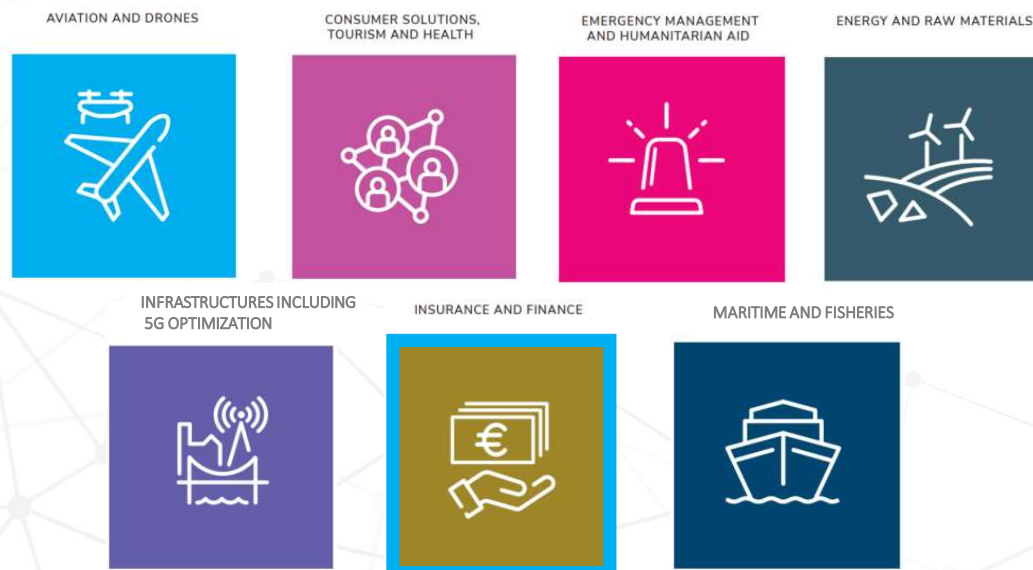 AVIATION AND DRONES
CONSUMER SOLUTIONS,
TOURISM AND HEALTH
EMERGENCY MANAGEMENT
AND HUMANITARIAN AID
ENERGY AND RAW MATERIALS
INFRASTRUCTURES INCLUDING
5G OPTIMIZATION
INSURANCE AND FINANCE
MARITIME AND FISHERIES
€